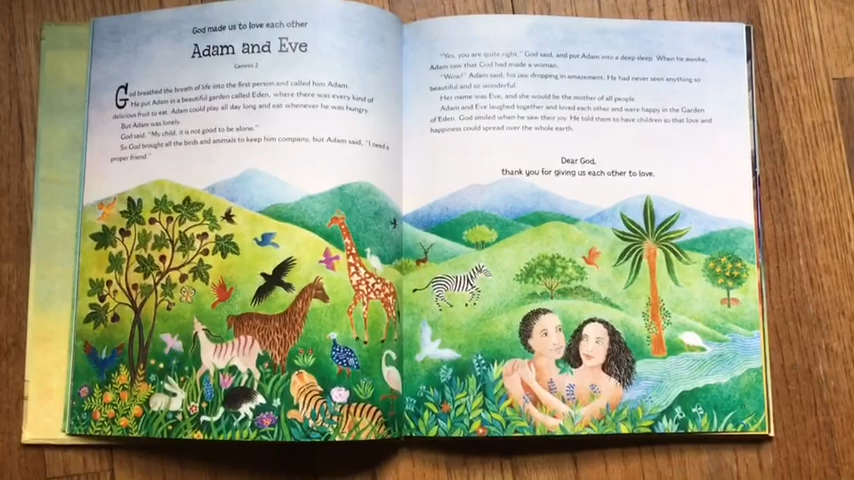 God made us to love each other
Adam and Eve
Genesis 2
God breathed the breath of life into the first person and called him Adam.
He put Adam in a beautiful garden called Eden, where there was every kind of
delicious fruit to eat. Adam could play all day long and eat whenever he was hungry.
But Adam was lonely.
God said, "My child, it is not good to be alone."
So God brought all the birds and animals to keep him company, but Adam said, "I need a
proper friend."
"Yes, you are quite right," God said, and put Adam into a deep sleep. When he awoke,
Adam saw that God had made a woman.
"Wow!" Adam said, his jaw dropping in amazement. He had never seen anything so
beautiful and so wonderful.
Her name was Eve, and she would be the mother of all people.
Adam and Eve laughed together and loved each other and were happy in the Garden
of Eden. God smiled when he saw their joy. He told them to have children so that love and
happiness could spread over the whole earth.
Dear God,
thank you for giving us each other to love.